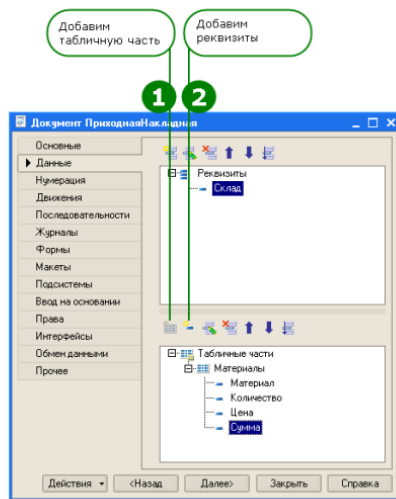 Добавим
табличную часть
Добавим
реквизиты
1 2
Документ ПриходнаяНакладная
Основные
Данные
Нумерация
Движения
Последовательности
Журналы
Формы
Макеты
Подсистемы
Ввод на основании
Права
Интерфейсы
Обмен данными
Прочее
Реквизиты
Склад
Табличные части
Материалы
Материал
Количество
Цена
Сумма
Действия <Назад Далее> Закрыть Справка